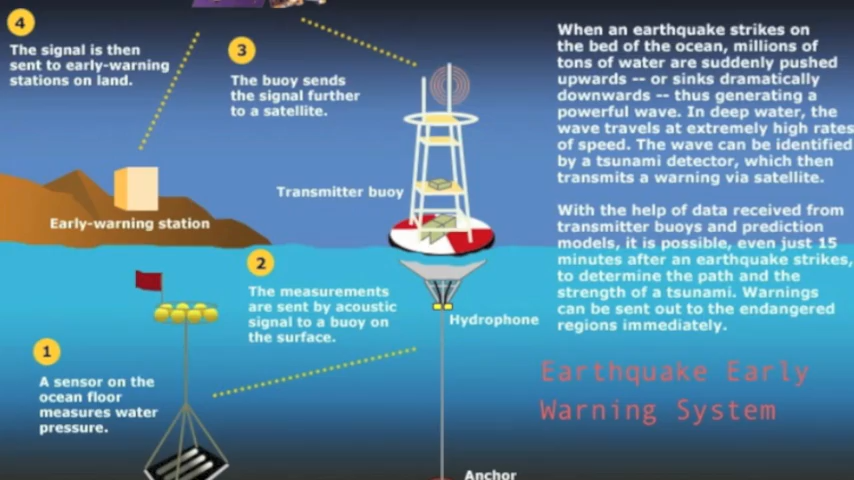 4
The signal is then
sent to early-warning
stations on land.
3
The buoy sends
the signal further
to a satellite.
Transmitter buoy
Early-warning station
2
The measurements
are sent by acoustic
signal to a buoy on
the surface.
Hydrophone
1
A sensor on the
ocean floor
measures water
pressure.
Anchor
When an earthquake strikes on
the bed of the ocean, millions of
tons of water are suddenly pushed
upwards -- or sinks dramatically
downwards -- thus generating a
powerful wave. In deep water, the
wave travels at extremely high rates
of speed. The wave can be identified
by a tsunami detector, which then
transmits a warning via satellite.
With the help of data received from
transmitter buoys and prediction
models, it is possible, even just 15
minutes after an earthquake strikes,
to determine the path and the
strength of a tsunami. Warnings
can be sent out to the endangered
regions immediately.
Earthquake Early
Warning System